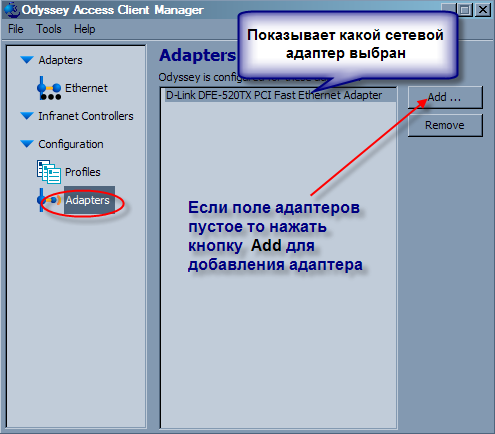 Odyssey Access Client Manager
File Tools Help
Adapters
Ethernet
Infranet Controllers
Configuration
Profiles
Adapters
Adapters
Показывает какой сетевой
адаптер выбран
Odyssey is config
D-Link DFE-520TX PCI Fast Ethernet Adapter
Add ...
Remove
Если поле адаптеров
пустое то нажать
кнопку Add для
добавления адаптера